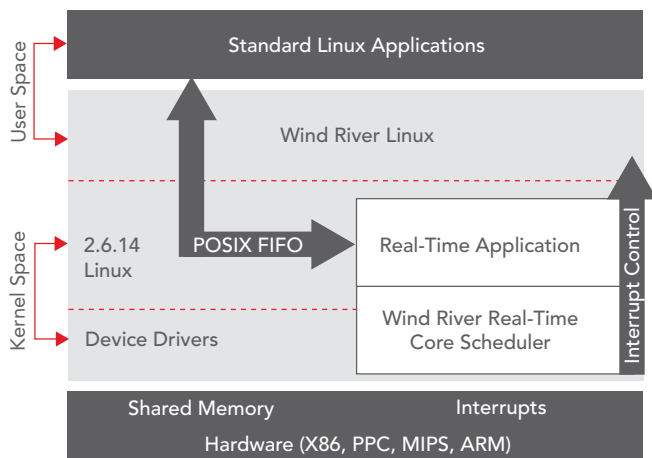 Standard Linux Applications
User Space
Wind River Linux
2.6.14
Linux
POSIX FIFO
Real-Time Application
Interrupt Control
Kernel Space
Device Drivers
Wind River Real-Time
Core Scheduler
Shared Memory
Interrupts
Hardware (X86, PPC, MIPS, ARM)